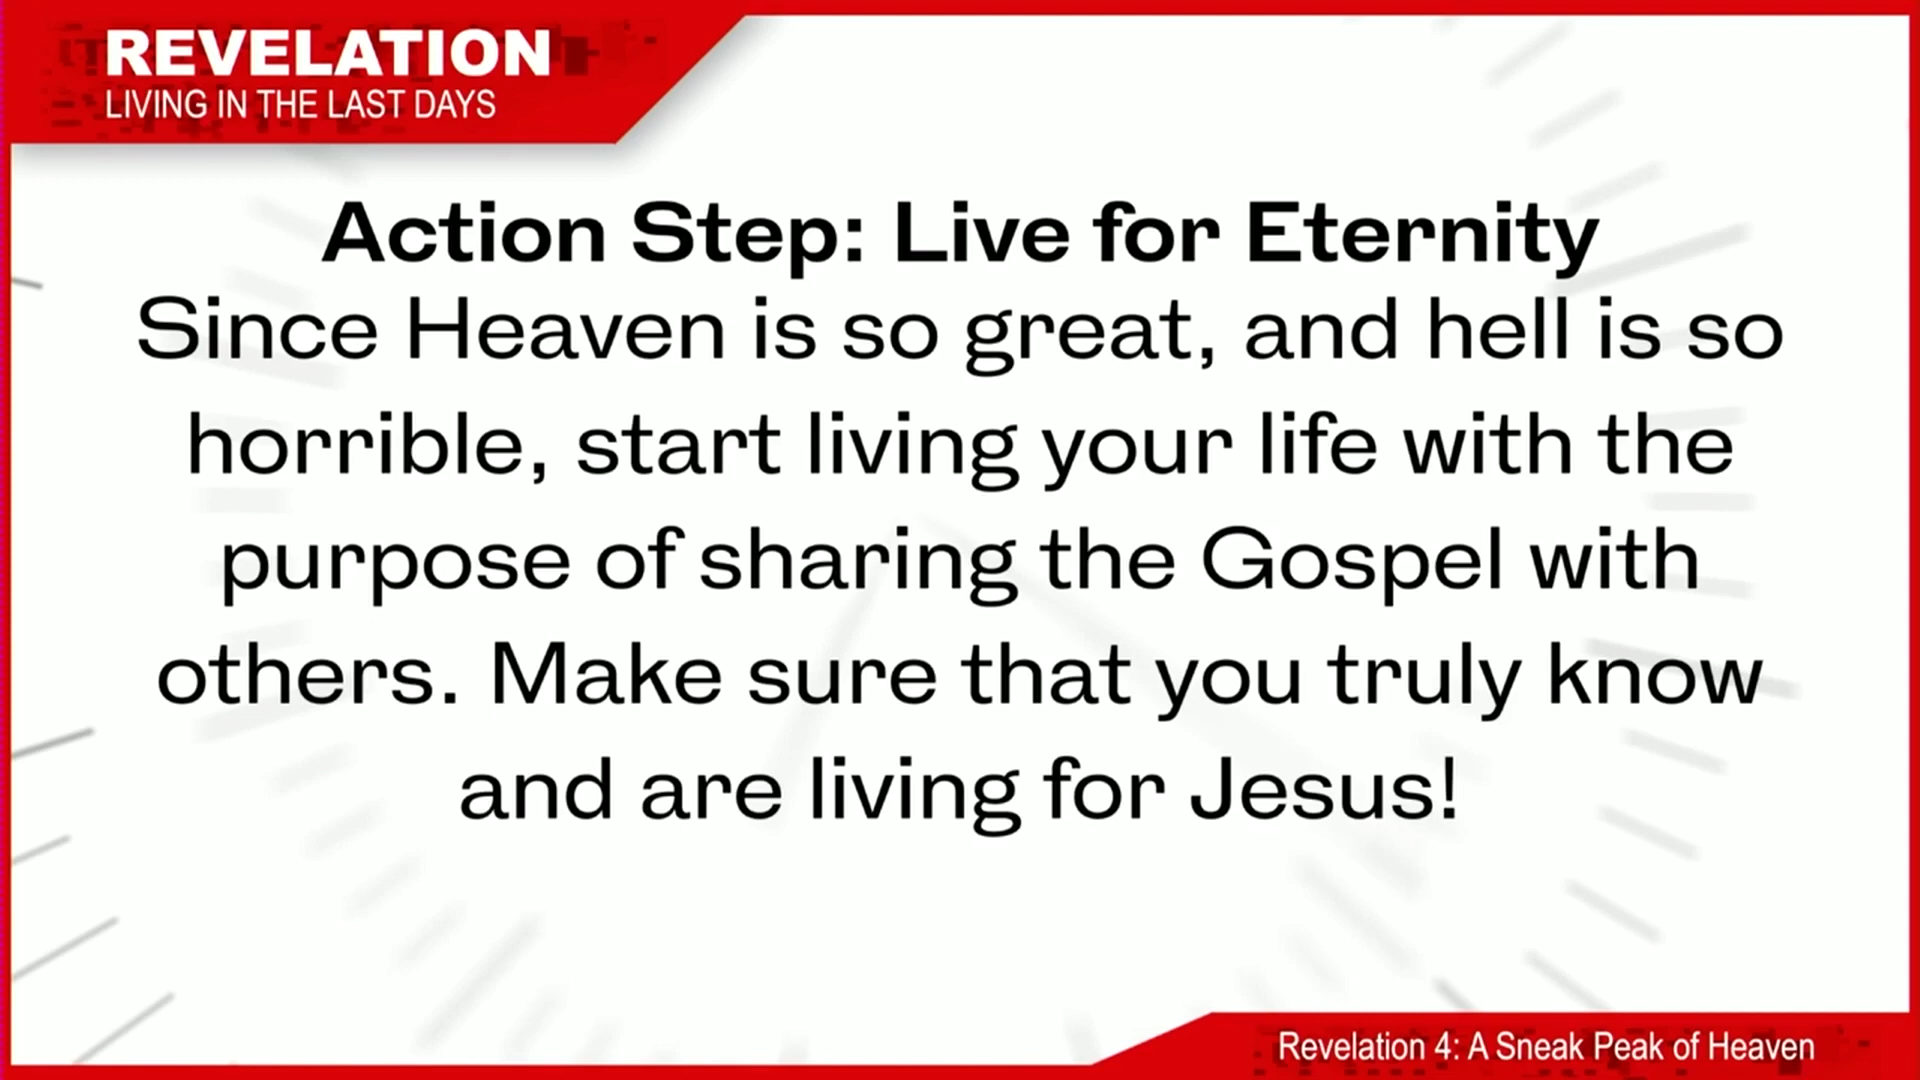 REVELATION
LIVING IN THE LAST DAYS
Action Step: Live for Eternity
Since Heaven is so great, and hell is so
horrible, start living your life with the
purpose of sharing the Gospel with
others. Make sure that you truly know
and are living for Jesus!
Revelation 4: A Sneak Peak of Heaven